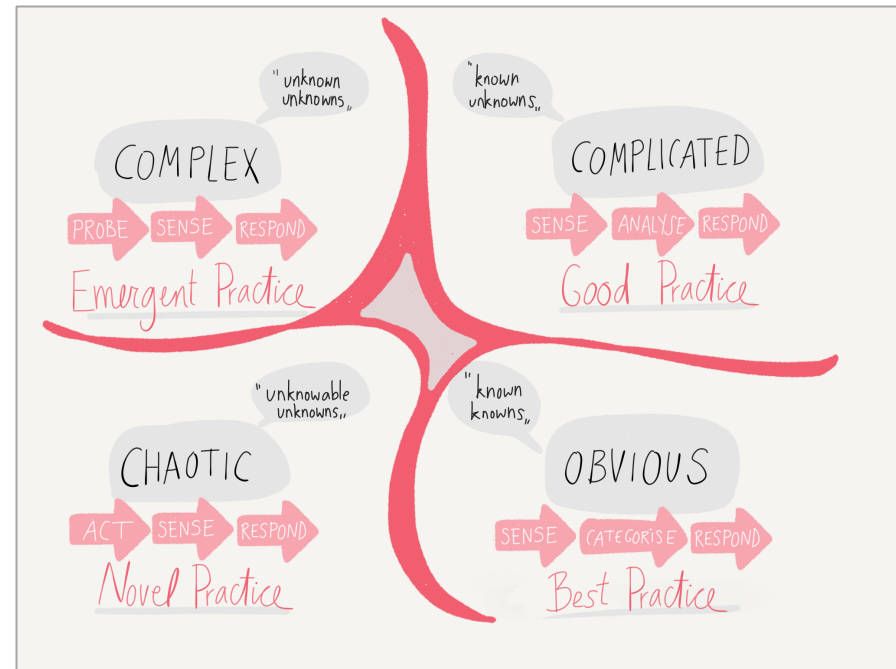 "unknown
unknowns„
COMPLEX
PROBE SENSE RESPOND
Emergent Practice
"known
unknowns„
COMPLICATED
SENSE ANALYSE RESPOND
Good Practice
"unknowable
unknowns„
CHAOTIC
ACT SENSE RESPOND
Novel Practice
"known
knowns„
OBVIOUS
SENSE CATEGORISE RESPOND
Best Practice